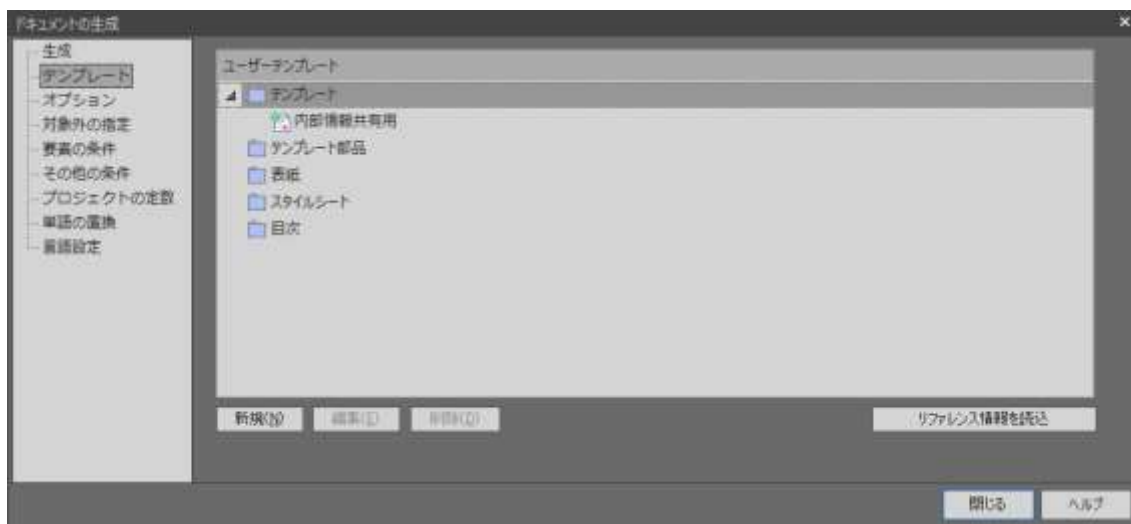 ドキュメントの生成
×
生成
テンプレート
オプション
対象外の指定
要素の条件
その他の条件
プロジェクトの定数
単語の置換
言語設定
ユーザーテンプレート
テンプレート
内部情報共有用
テンプレート部品
表紙
スタイルシート
目次
新規(N)
編集(E)
削除(D)
リファレンス情報を読込
閉じる
ヘルプ